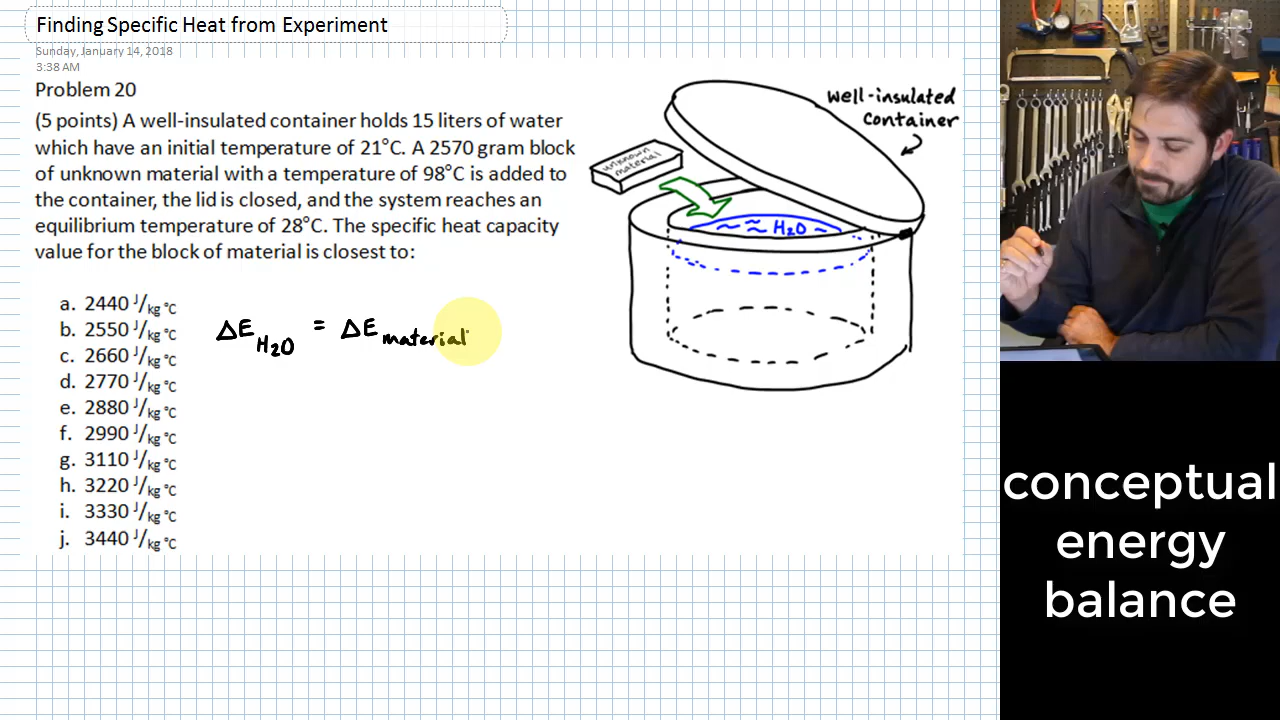 Finding Specific Heat from Experiment
Sunday, January 14, 2018
3:38 AM
Problem 20
(5 points) A well-insulated container holds 15 liters of water
which have an initial temperature of 21°C. A 2570 gram block
of unknown material with a temperature of 98°C is added to
the container, the lid is closed, and the system reaches an
equilibrium temperature of 28°C. The specific heat capacity
value for the block of material is closest to:
a. 2440 J/kg °C
b. 2550 J/kg °C
c. 2660 J/kg °C
d. 2770 J/kg °C
e. 2880 J/kg °C
f. 2990 J/kg °C
g. 3110 J/kg °C
h. 3220 J/kg °C
i. 3330 J/kg °C
j. 3440 J/kg °C
ΔE H2O = ΔE material
well-insulated
container
unknown
material
≈ ≈ H2O ~
conceptual
energy
balance